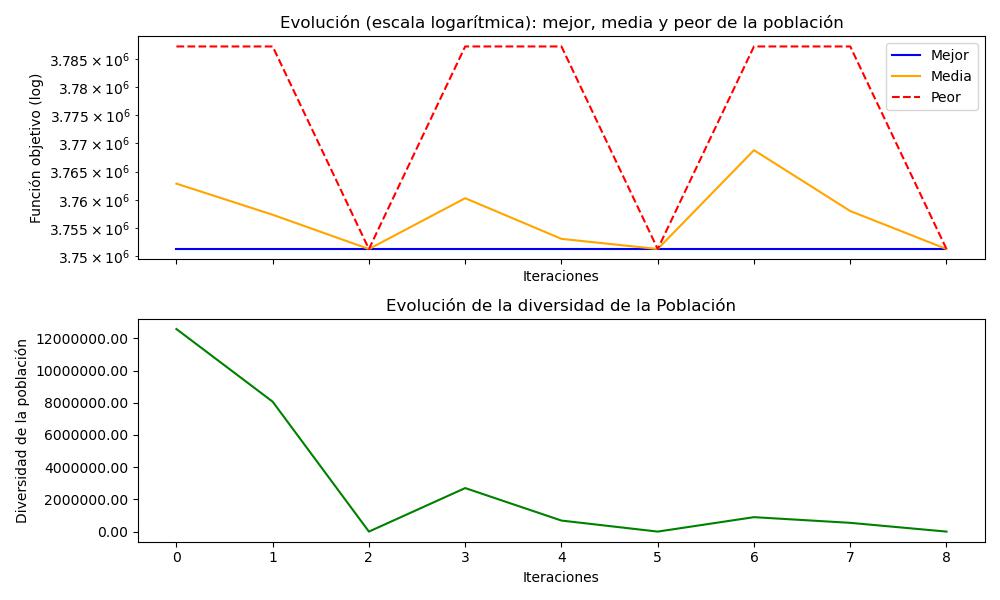 Evolución (escala logarítmica): mejor, media y peor de la población
Función objetivo (log)
3.785 × 10⁶
3.78 × 10⁶
3.775 × 10⁶
3.77 × 10⁶
3.765 × 10⁶
3.76 × 10⁶
3.755 × 10⁶
3.75 × 10⁶
Mejor
Media
Peor
Iteraciones
Evolución de la diversidad de la Población
Diversidad de la población
12000000.00
10000000.00
8000000.00
6000000.00
4000000.00
2000000.00
0.00
0 1 2 3 4 5 6 7 8
Iteraciones